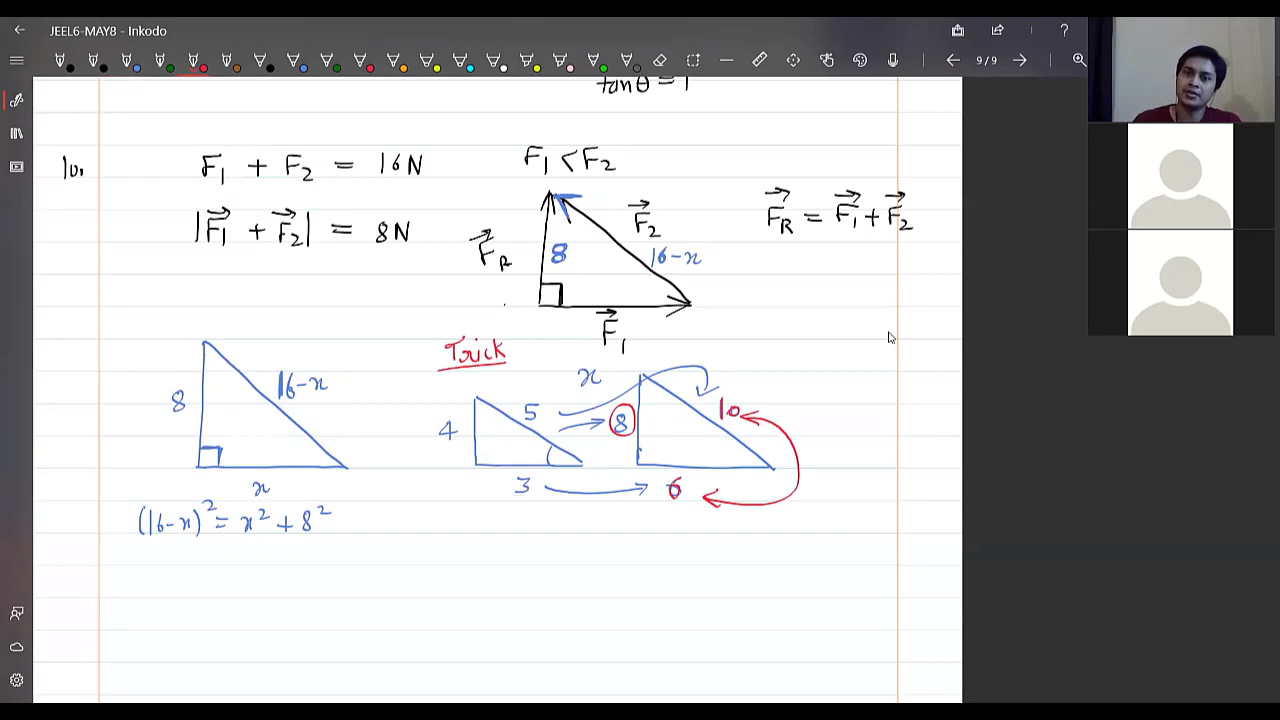 JEEL6-MAY8 - Inkodo
9/9
tanθ = 1
10.
F₁ + F₂ = 16N
F₁ < F₂
|F⃗₁ + F⃗₂| = 8N
F⃗R
8
F⃗₂
16-x
F⃗R = F⃗₁ + F⃗₂
F⃗₁
Trick
x
8
16-x
x
4
5
3
8
10
6
(16-x)² = x² + 8²